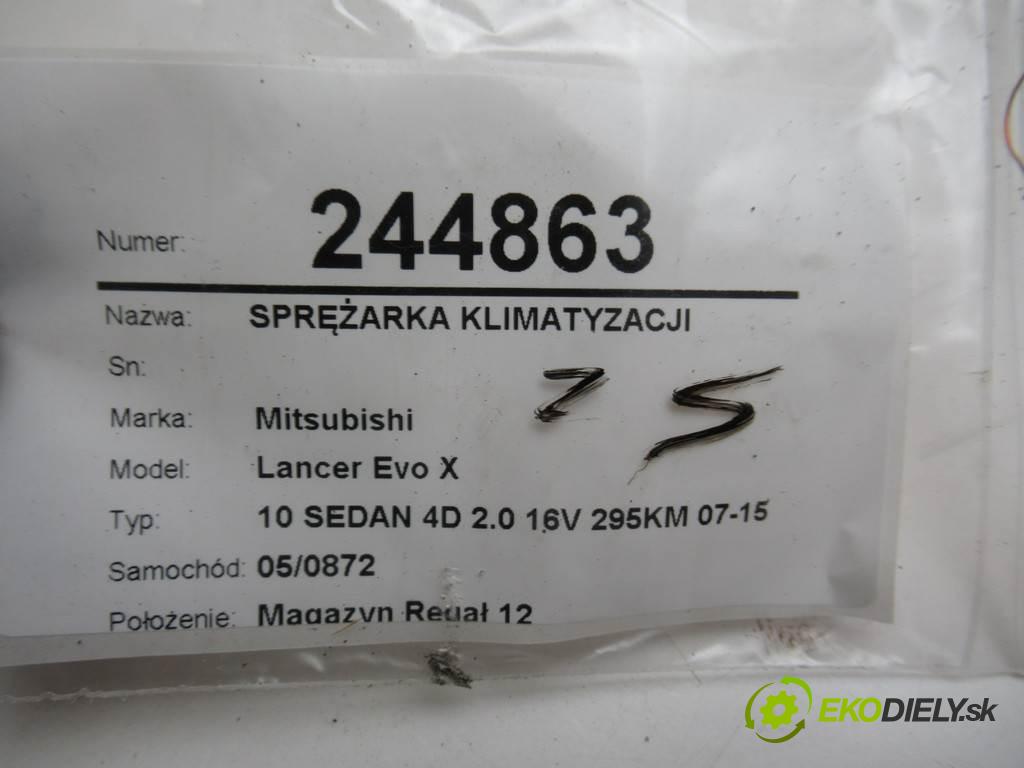 Numer: 244863
Nazwa: SPRĘŻARKA KLIMATYZACJI
Sn:
Marka: Mitsubishi
Model: Lancer Evo X
Typ: 10 SEDAN 4D 2.0 16V 295KM 07-15
Samochód: 05/0872
Położenie: Magazyn Regał 12
EKODIELY.sk